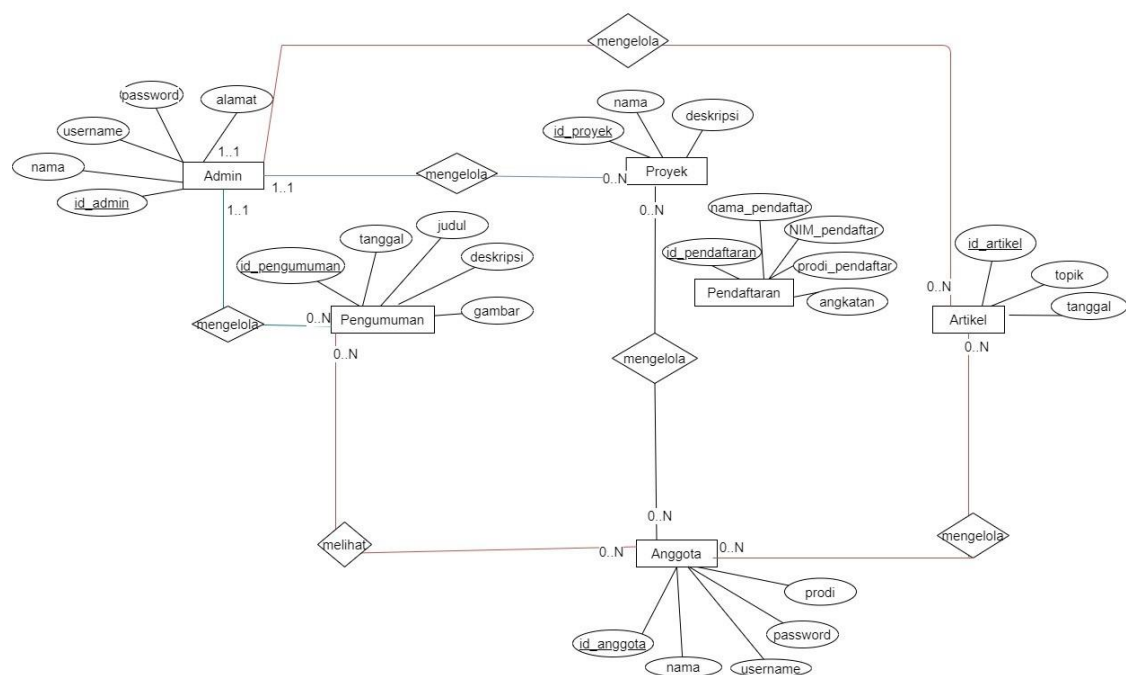 mengelola
password
alamat
username
nama
id_admin
1..1
Admin
1..1
1..1
mengelola
nama
id_proyek
deskripsi
Proyek
0..N
0..N
nama_pendaftar
NIM_pendaftar
id_pendaftaran
prodi_pendaftar
Pendaftaran
angkatan
id_artikel
topik
tanggal
0..N
Artikel
0..N
judul
tanggal
id_pengumuman
deskripsi
gambar
Pengumuman
0..N
mengelola
0..N
mengelola
melihat
0..N
0..N
Anggota
0..N
mengelola
prodi
password
id_anggota
nama
username